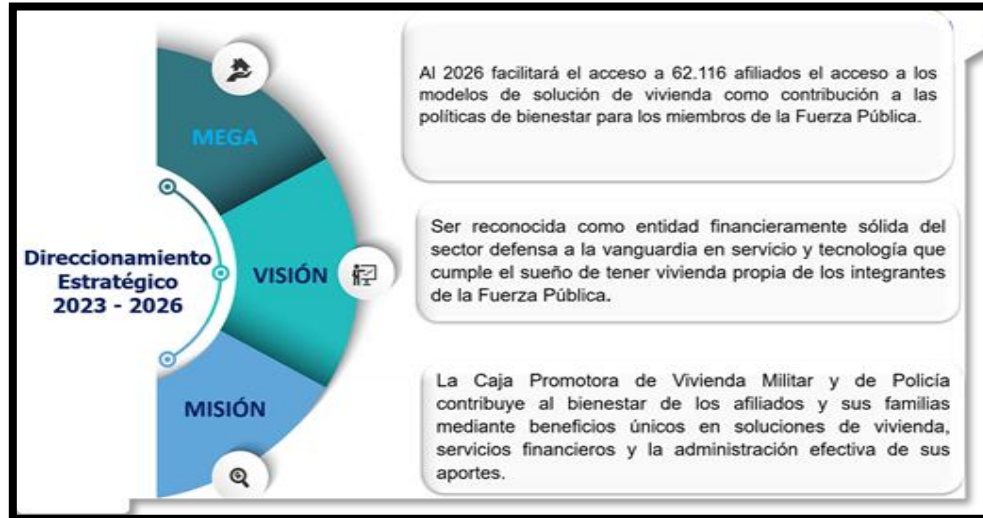 Direccionamiento
Estratégico
2023 - 2026
MEGA
Al 2026 facilitará el acceso a 62.116 afiliados el acceso a los
modelos de solución de vivienda como contribución a las
políticas de bienestar para los miembros de la Fuerza Pública.
VISIÓN
Ser reconocida como entidad financieramente sólida del
sector defensa a la vanguardia en servicio y tecnología que
cumple el sueño de tener vivienda propia de los integrantes
de la Fuerza Pública.
MISIÓN
La Caja Promotora de Vivienda Militar y de Policía
contribuye al bienestar de los afiliados y sus familias
mediante beneficios únicos en soluciones de vivienda,
servicios financieros y la administración efectiva de sus
aportes.